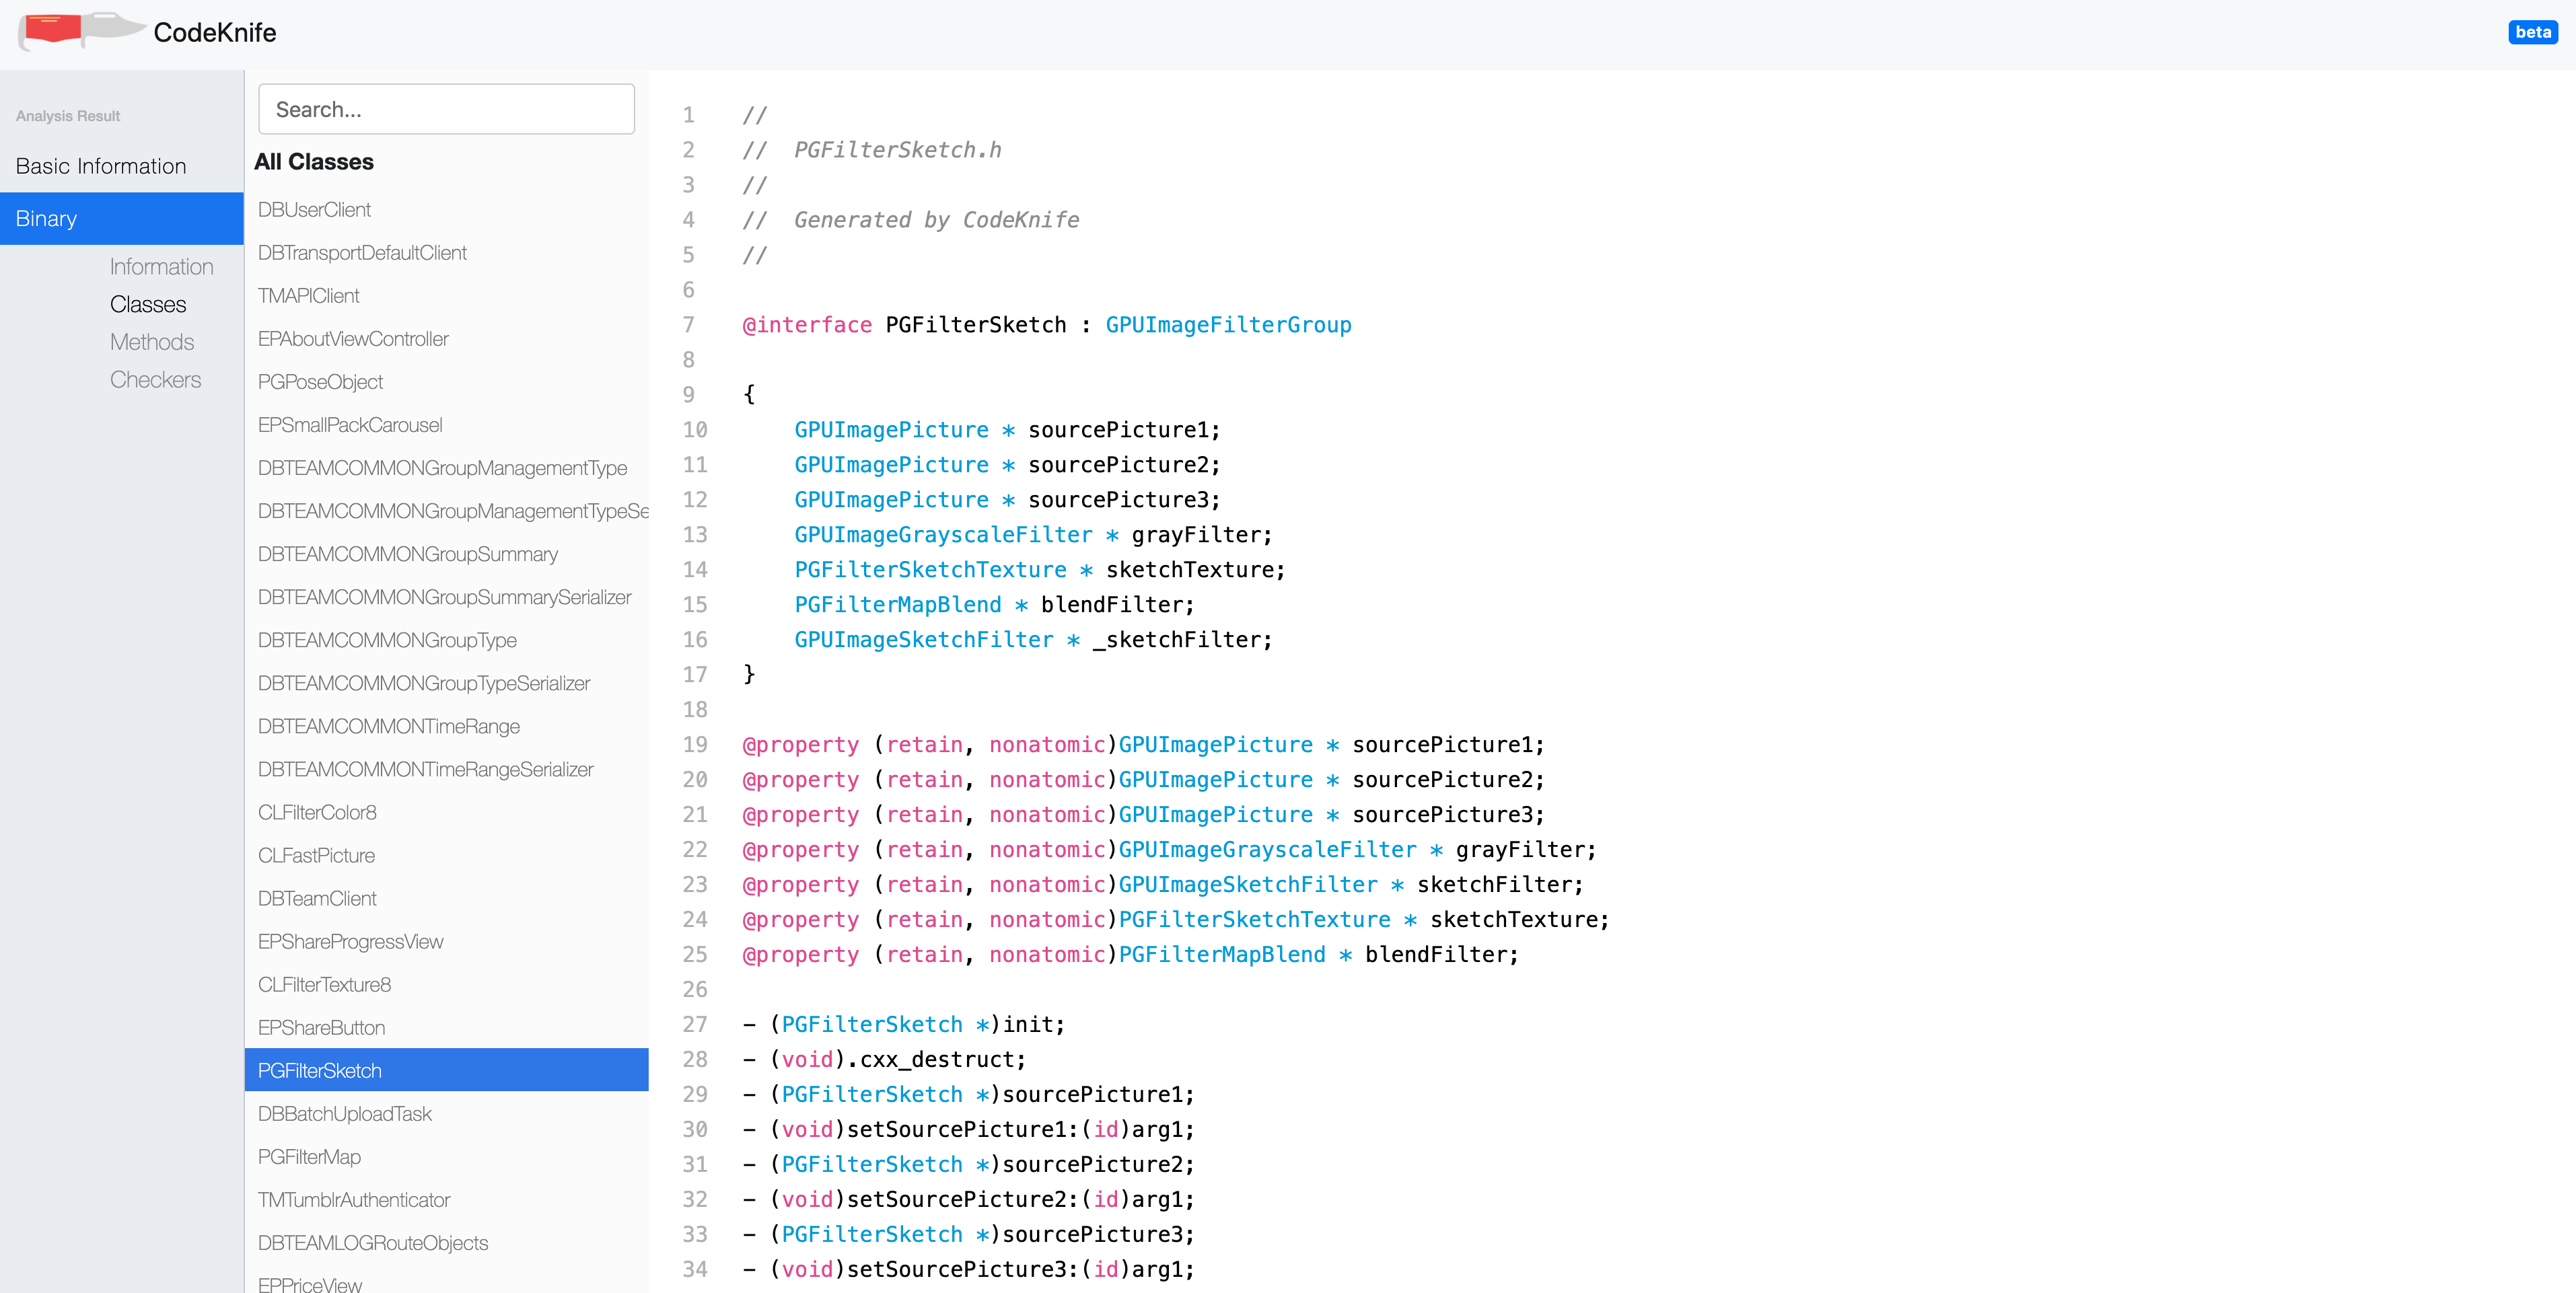 CodeKnife
beta
Analysis Result
Basic Information
Binary
Information
Classes
Methods
Checkers
Search...
All Classes
DBUserClient
DBTransportDefaultClient
TMAPIClient
EPAboutViewController
PGPoseObject
EPSmallPackCarousel
DBTEAMCOMMONGroupManagementType
DBTEAMCOMMONGroupManagementTypeSe
DBTEAMCOMMONGroupSummary
DBTEAMCOMMONGroupSummarySerializer
DBTEAMCOMMONGroupType
DBTEAMCOMMONGroupTypeSerializer
DBTEAMCOMMONTimeRange
DBTEAMCOMMONTimeRangeSerializer
CLFilterColor8
CLFastPicture
DBTeamClient
EPShareProgressView
CLFilterTexture8
EPShareButton
PGFilterSketch
DBBatchUploadTask
PGFilterMap
TMTumblrAuthenticator
DBTEAMLOGRouteObjects
EPPriceView
1 //
2 //  PGFilterSketch.h
3 //
4 //  Generated by CodeKnife
5 //
6
7 @interface PGFilterSketch : GPUImageFilterGroup
8
9 {
10     GPUImagePicture * sourcePicture1;
11     GPUImagePicture * sourcePicture2;
12     GPUImagePicture * sourcePicture3;
13     GPUImageGrayscaleFilter * grayFilter;
14     PGFilterSketchTexture * sketchTexture;
15     PGFilterMapBlend * blendFilter;
16     GPUImageSketchFilter * _sketchFilter;
17 }
18
19 @property (retain, nonatomic)GPUImagePicture * sourcePicture1;
20 @property (retain, nonatomic)GPUImagePicture * sourcePicture2;
21 @property (retain, nonatomic)GPUImagePicture * sourcePicture3;
22 @property (retain, nonatomic)GPUImageGrayscaleFilter * grayFilter;
23 @property (retain, nonatomic)GPUImageSketchFilter * sketchFilter;
24 @property (retain, nonatomic)PGFilterSketchTexture * sketchTexture;
25 @property (retain, nonatomic)PGFilterMapBlend * blendFilter;
26
27 - (PGFilterSketch *)init;
28 - (void).cxx_destruct;
29 - (PGFilterSketch *)sourcePicture1;
30 - (void)setSourcePicture1:(id)arg1;
31 - (PGFilterSketch *)sourcePicture2;
32 - (void)setSourcePicture2:(id)arg1;
33 - (PGFilterSketch *)sourcePicture3;
34 - (void)setSourcePicture3:(id)arg1;